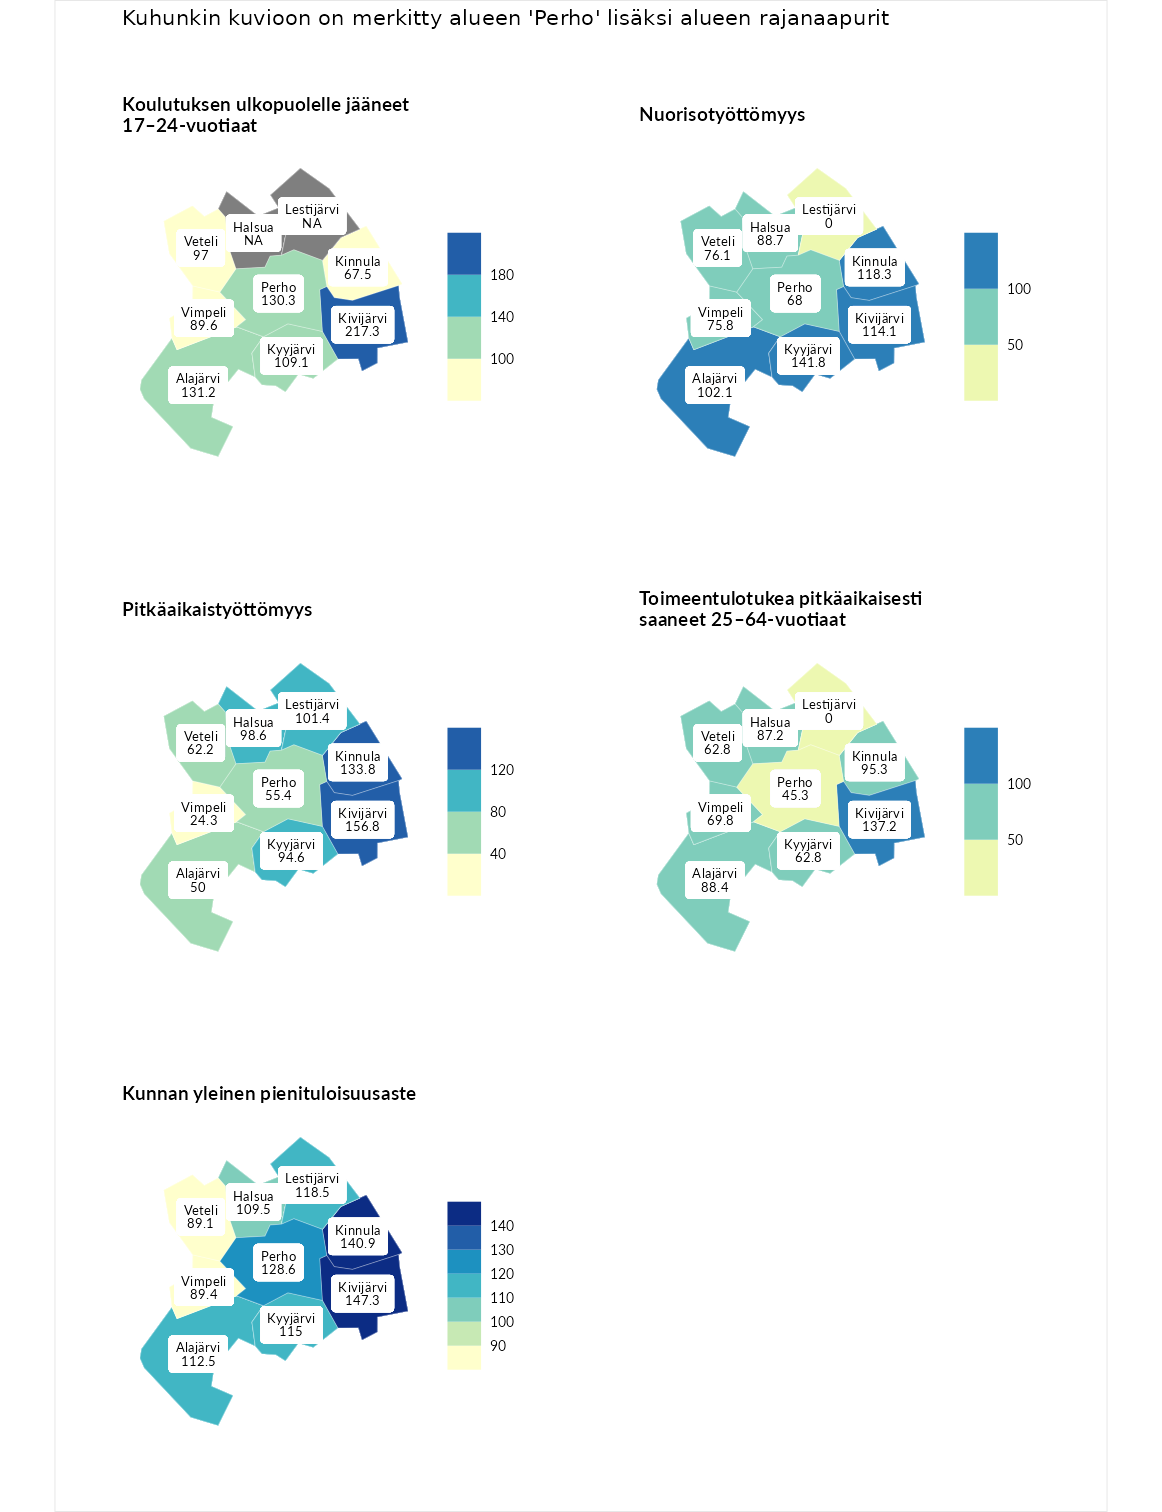 Kuhunkin kuvioon on merkitty alueen 'Perho' lisäksi alueen rajanaapurit
Koulutuksen ulkopuolelle jääneet
17–24-vuotiaat
Lestijärvi
NA
Halsua
NA
Veteli
97
Kinnula
67.5
Perho
130.3
Vimpeli
89.6
Kivijärvi
217.3
Kyyjärvi
109.1
Alajärvi
131.2
180
140
100
Nuorisotyöttömyys
Lestijärvi
0
Halsua
88.7
Veteli
76.1
Kinnula
118.3
Perho
68
Vimpeli
75.8
Kivijärvi
114.1
Kyyjärvi
141.8
Alajärvi
102.1
100
50
Pitkäaikaistyöttömyys
Lestijärvi
101.4
Halsua
98.6
Veteli
62.2
Kinnula
133.8
Perho
55.4
Vimpeli
24.3
Kivijärvi
156.8
Kyyjärvi
94.6
Alajärvi
50
120
80
40
Toimeentulotukea pitkäaikaisesti
saaneet 25–64-vuotiaat
Lestijärvi
0
Halsua
87.2
Veteli
62.8
Kinnula
95.3
Perho
45.3
Vimpeli
69.8
Kivijärvi
137.2
Kyyjärvi
62.8
Alajärvi
88.4
100
50
Kunnan yleinen pienituloisuusaste
Lestijärvi
118.5
Halsua
109.5
Veteli
89.1
Kinnula
140.9
Perho
128.6
Vimpeli
89.4
Kivijärvi
147.3
Kyyjärvi
115
Alajärvi
112.5
140
130
120
110
100
90